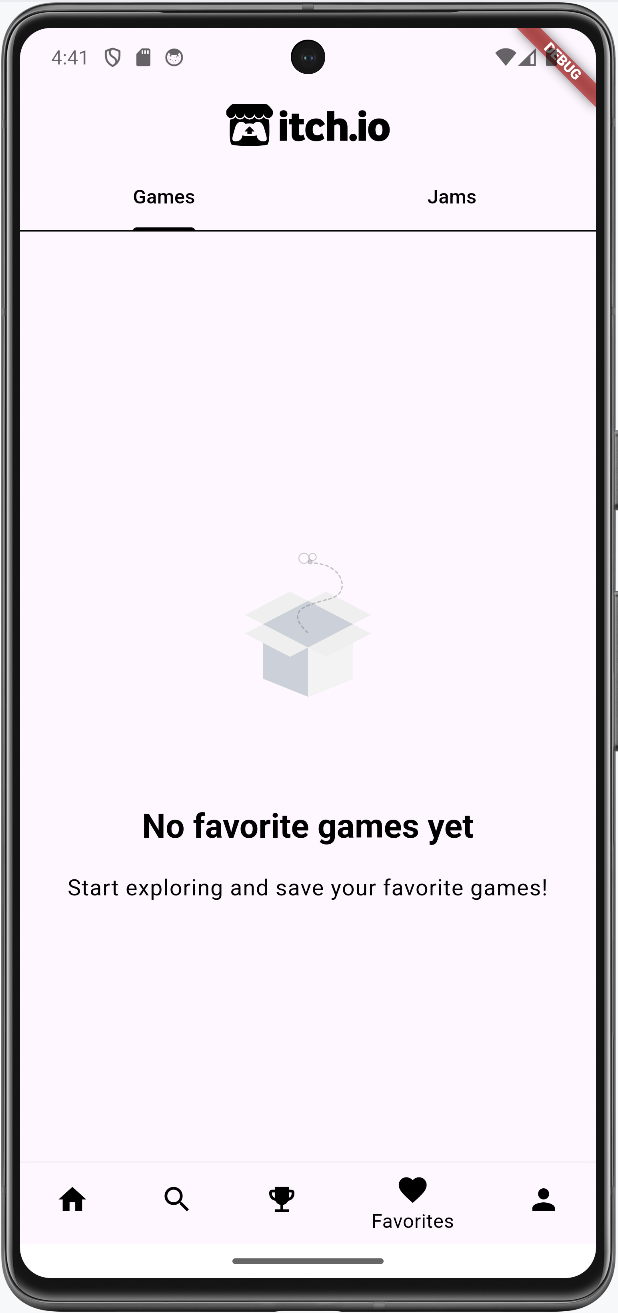 4:41
DEBUG
itch.io
Games
Jams
No favorite games yet
Start exploring and save your favorite games!
Favorites